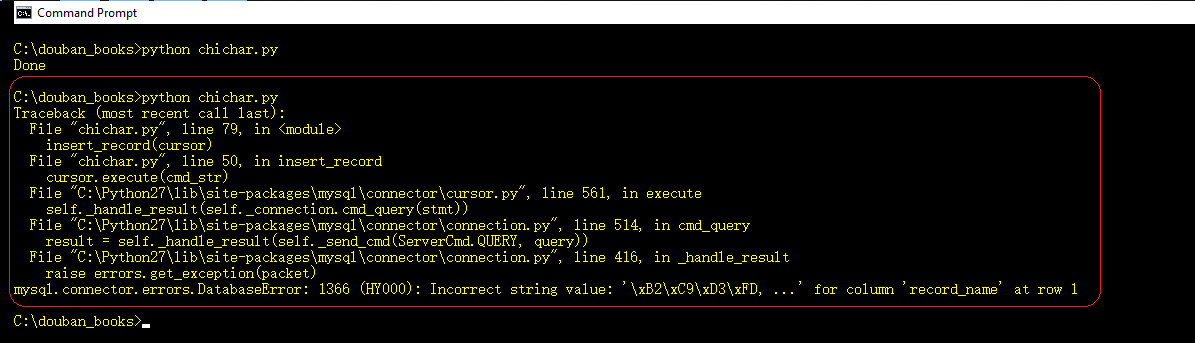 Command Prompt
C:\douban_books>python chichar.py
Done
C:\douban_books>python chichar.py
Traceback (most recent call last):
  File "chichar.py", line 79, in <module>
    insert_record(cursor)
  File "chichar.py", line 50, in insert_record
    cursor.execute(cmd_str)
  File "C:\Python27\lib\site-packages\mysql\connector\cursor.py", line 561, in execute
    self._handle_result(self._connection.cmd_query(stmt))
  File "C:\Python27\lib\site-packages\mysql\connector\connection.py", line 514, in cmd_query
    result = self._handle_result(self._send_cmd(ServerCmd.QUERY, query))
  File "C:\Python27\lib\site-packages\mysql\connector\connection.py", line 416, in _handle_result
    raise errors.get_exception(packet)
mysql.connector.errors.DatabaseError: 1366 (HY000): Incorrect string value: '\xB2\xC9\xD3\xFD, ...' for column 'record_name' at row 1
C:\douban_books>